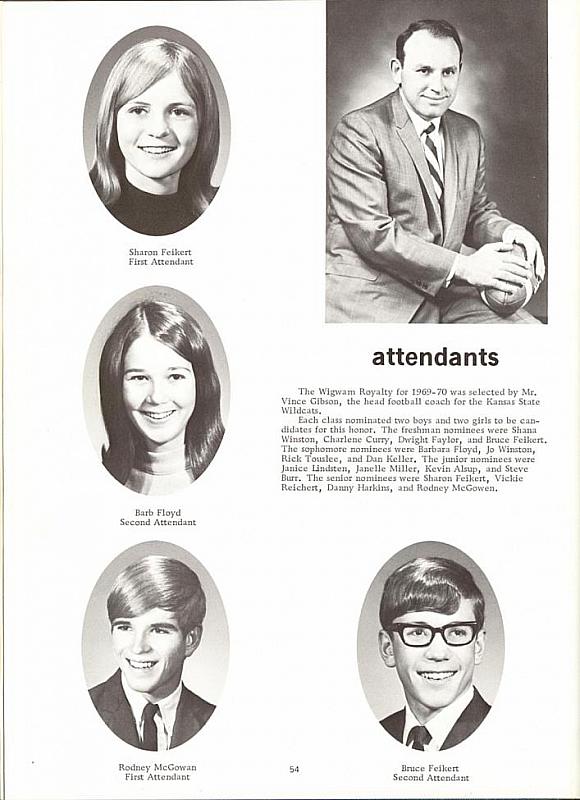 Sharon Feikert
First Attendant
attendants
The Wigwam Royalty for 1969-70 was selected by Mr.
Vince Gibson, the head football coach for the Kansas State
Wildcats.
Each class nominated two boys and two girls to be can-
didates for this honor. The freshman nominees were Shana
Winston, Charlene Curry, Dwight Faylor, and Bruce Feikert.
The sophomore nominees were Barbara Floyd, Jo Winston,
Rick Touslee, and Dan Keller. The junior nominees were
Janice Lindsten, Janelle Miller, Kevin Alsup, and Steve
Burr. The senior nominees were Sharon Feikert, Vickie
Reichert, Danny Harkins, and Rodney McGowen.
Barb Floyd
Second Attendant
Rodney McGowan
First Attendant
54
Bruce Feikert
Second Attendant